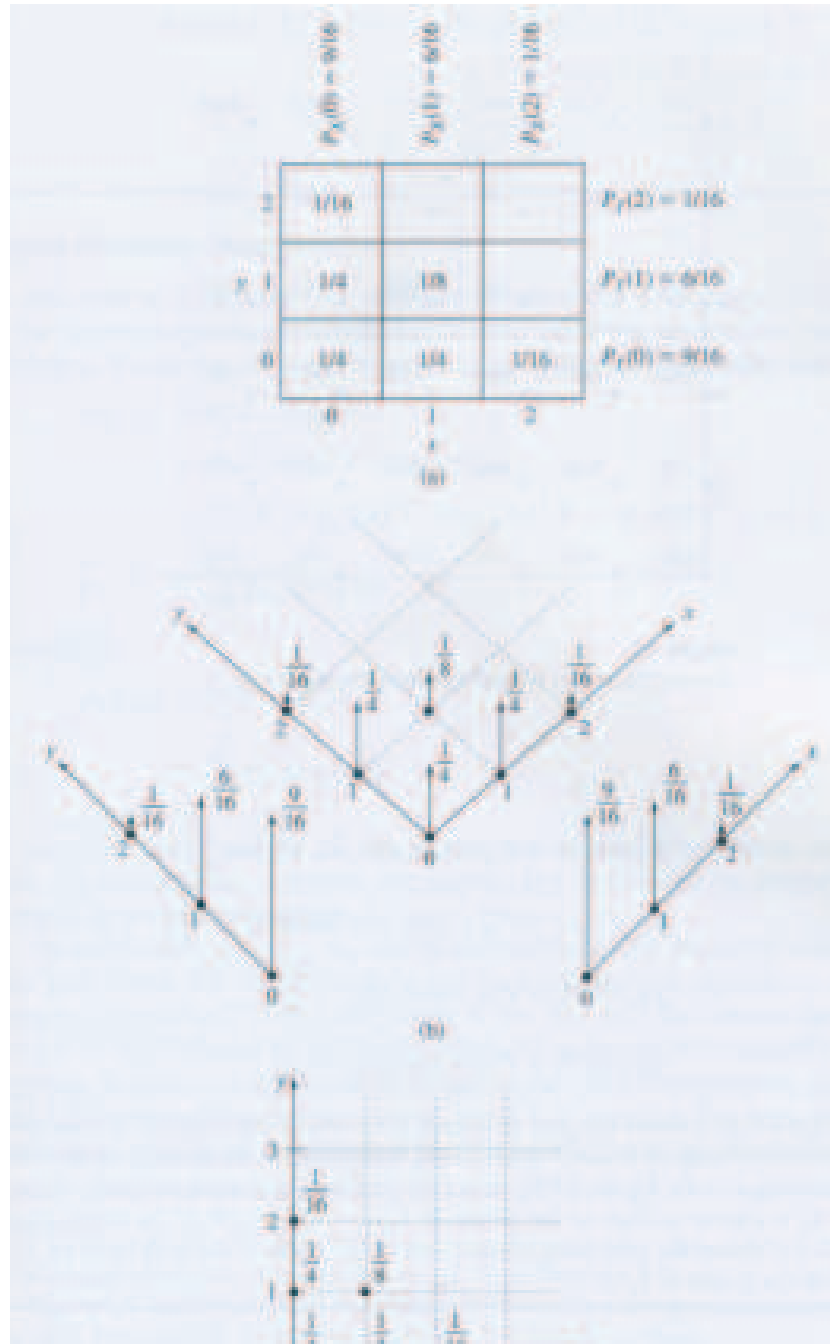 P_X(0) = 9/16
P_X(1) = 6/16
P_X(2) = 1/16
2 1/16 P_Y(2) = 1/16
y 1 1/4 1/8 P_Y(1) = 6/16
0 1/4 1/4 1/16 P_Y(0) = 9/16
0 1 2
x
(a)
y x
1/16 1/4 1/8 1/4 1/16
2 1 1/4 1 2
0
y x
1/16 6/16 9/16 9/16 6/16 1/16
2 1 0 0 1 2
(b)
y
3
1/16
2
1/4 1/8
1